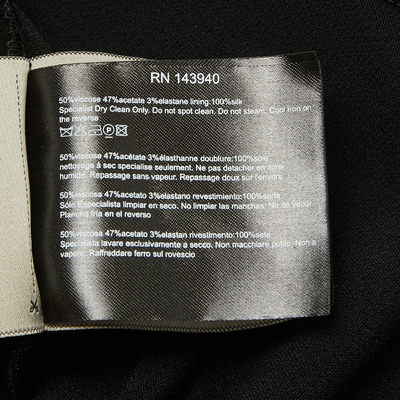 RN 143940
50%viscose 47%acetate 3%elastane lining:100%silk
Specialist Dry Clean Only. Do not spot clean. Do not steam. Cool iron on
the reverse
50%viscose 47%acétate 3%élasthanne doublure:100%soie
nettoyage à sec specialise seulement. Ne pas detacher en zone
humide. Repassage sans vapeur. Repassage doux sur l'envers
50%viscosa 47%acetato 3%elastano revestimiento:100%seda
Sólo Especialista limpiar en seco. No limpiar las manchas. No de vapor
Plancha fría en el reverso
50%viscosa 47%acetato 3%elastan rivestimento:100%seta
Specialista lavare esclusivamente a secco. Non macchiare pulito. Non a
vapore. Raffreddare ferro sul rovescio